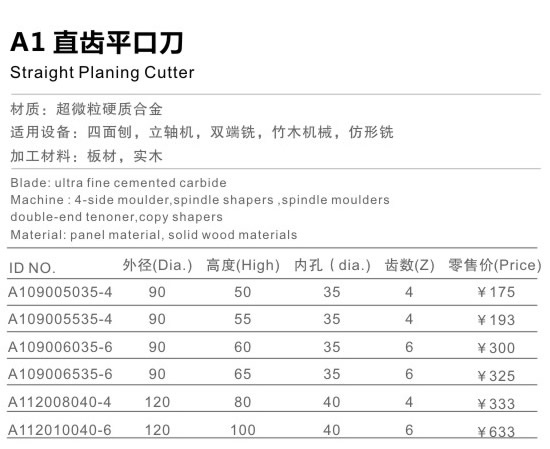 A1 直齿平口刀
Straight Planing Cutter
材质：超微粒硬质合金
适用设备：四面刨，立轴机，双端铣，竹木机械，仿形铣
加工材料：板材，实木
Blade: ultra fine cemented carbide
Machine : 4-side moulder,spindle shapers ,spindle moulders
double-end tenoner,copy shapers
Material: panel material, solid wood materials
ID NO. 外径(Dia.) 高度(High) 内孔（dia.) 齿数(Z) 零售价(Price)
A109005035-4 90 50 35 4 ￥175
A109005535-4 90 55 35 4 ￥193
A109006035-6 90 60 35 6 ￥300
A109006535-6 90 65 35 6 ￥325
A112008040-4 120 80 40 4 ￥333
A112010040-6 120 100 40 6 ￥633